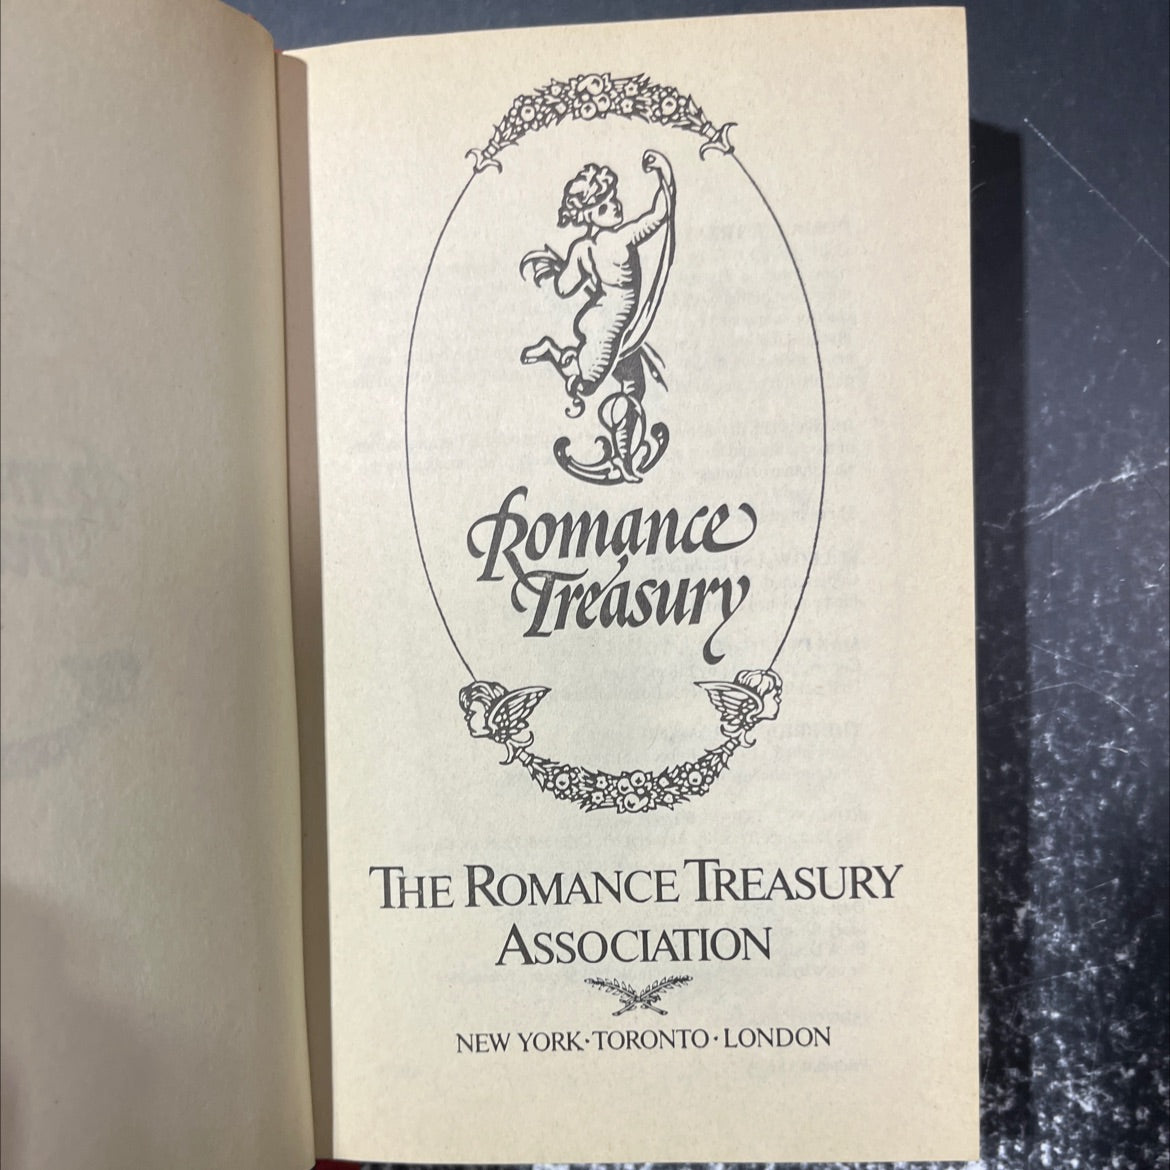 Romance
Treasury
THE ROMANCE TREASURY
ASSOCIATION
NEW YORK·TORONTO·LONDON